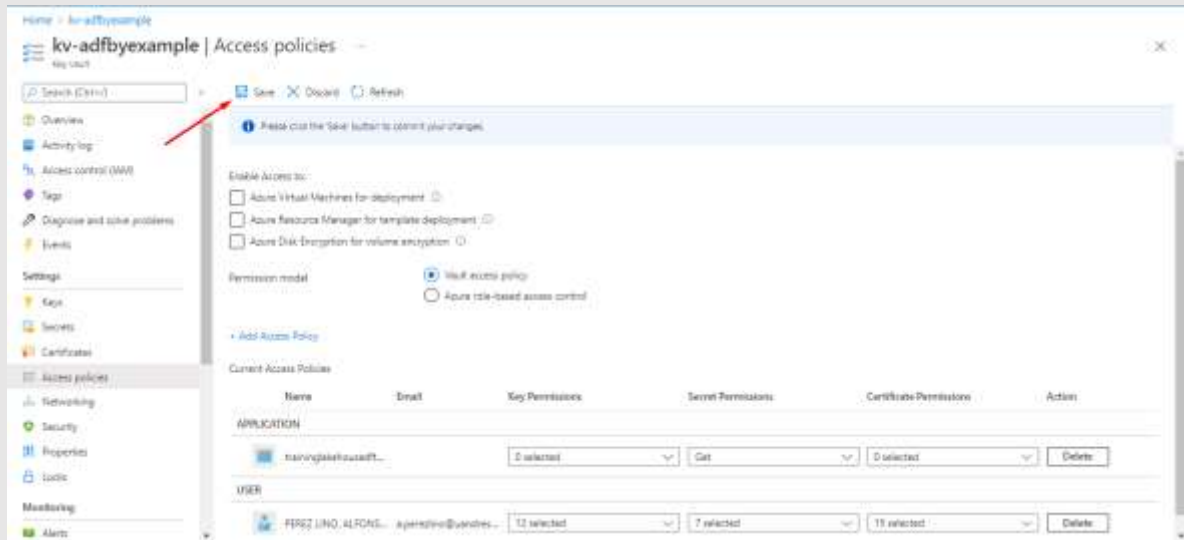 Home > kv-adfbyexample
kv-adfbyexample | Access policies ...
Key vault
Search (Ctrl+/)
Save Discard Refresh
Overview
Please click the 'Save' button to commit your changes.
Activity log
Access control (IAM)
Enable Access to:
Tags
Azure Virtual Machines for deployment
Diagnose and solve problems
Azure Resource Manager for template deployment
Events
Azure Disk Encryption for volume encryption
Settings
Permission model
Vault access policy
Azure role-based access control
Keys
Secrets
+ Add Access Policy
Certificates
Current Access Policies
Access policies
Name Email Key Permissions Secret Permissions Certificate Permissions Action
Networking
APPLICATION
Security
0 selected Get 0 selected Delete
Properties
Locks
USER
Monitoring
PEREZ LINO, ALFONS... 12 selected 7 selected 15 selected Delete
Alerts